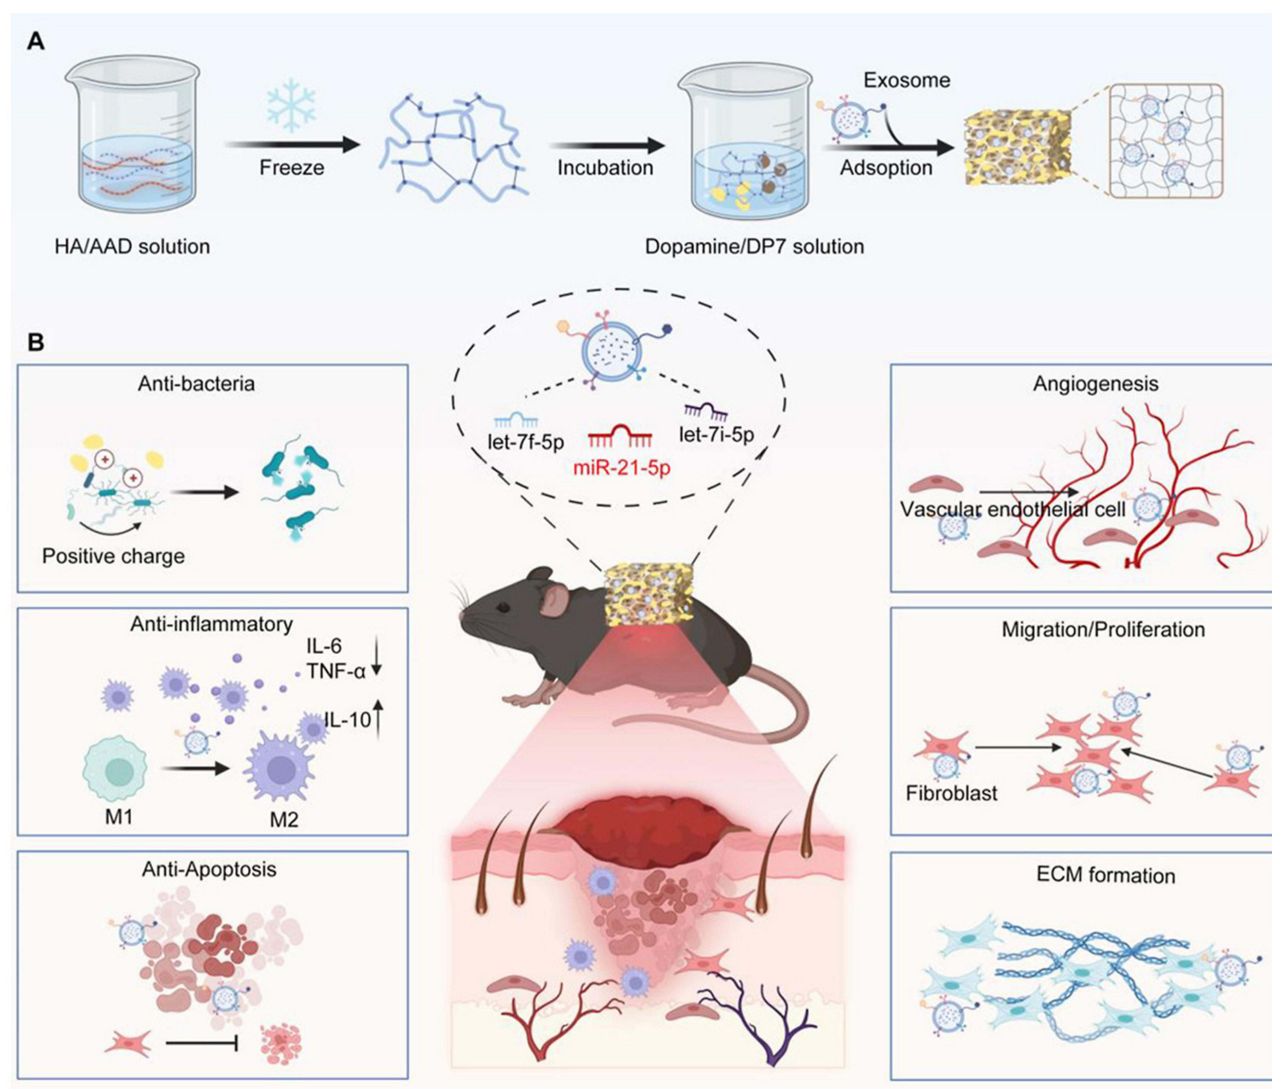 A
Freeze
Incubation
Exosome
Adsoption
HA/AAD solution
Dopamine/DP7 solution
B
Anti-bacteria
Positive charge
let-7f-5p
miR-21-5p
let-7i-5p
Angiogenesis
Vascular endothelial cell
Anti-inflammatory
IL-6
TNF-α
IL-10
M1
M2
Migration/Proliferation
Fibroblast
Anti-Apoptosis
ECM formation